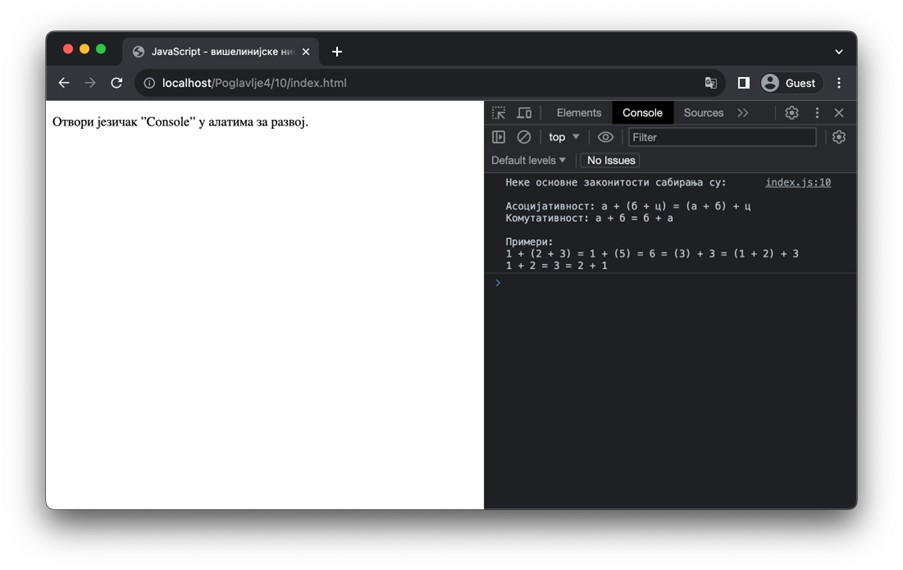 JavaScript - вишелинијске нис
localhost/Poglavlje4/10/index.html
Guest
Отвори језичак ”Console” у алатима за развој.
Elements
Console
Sources
top
Filter
Default levels
No Issues
Неке основне законитости сабирања су:
index.js:10
Асоцијативност: а + (б + ц) = (а + б) + ц
Комутативност: а + б = б + а
Примери:
1 + (2 + 3) = 1 + (5) = 6 = (3) + 3 = (1 + 2) + 3
1 + 2 = 3 = 2 + 1